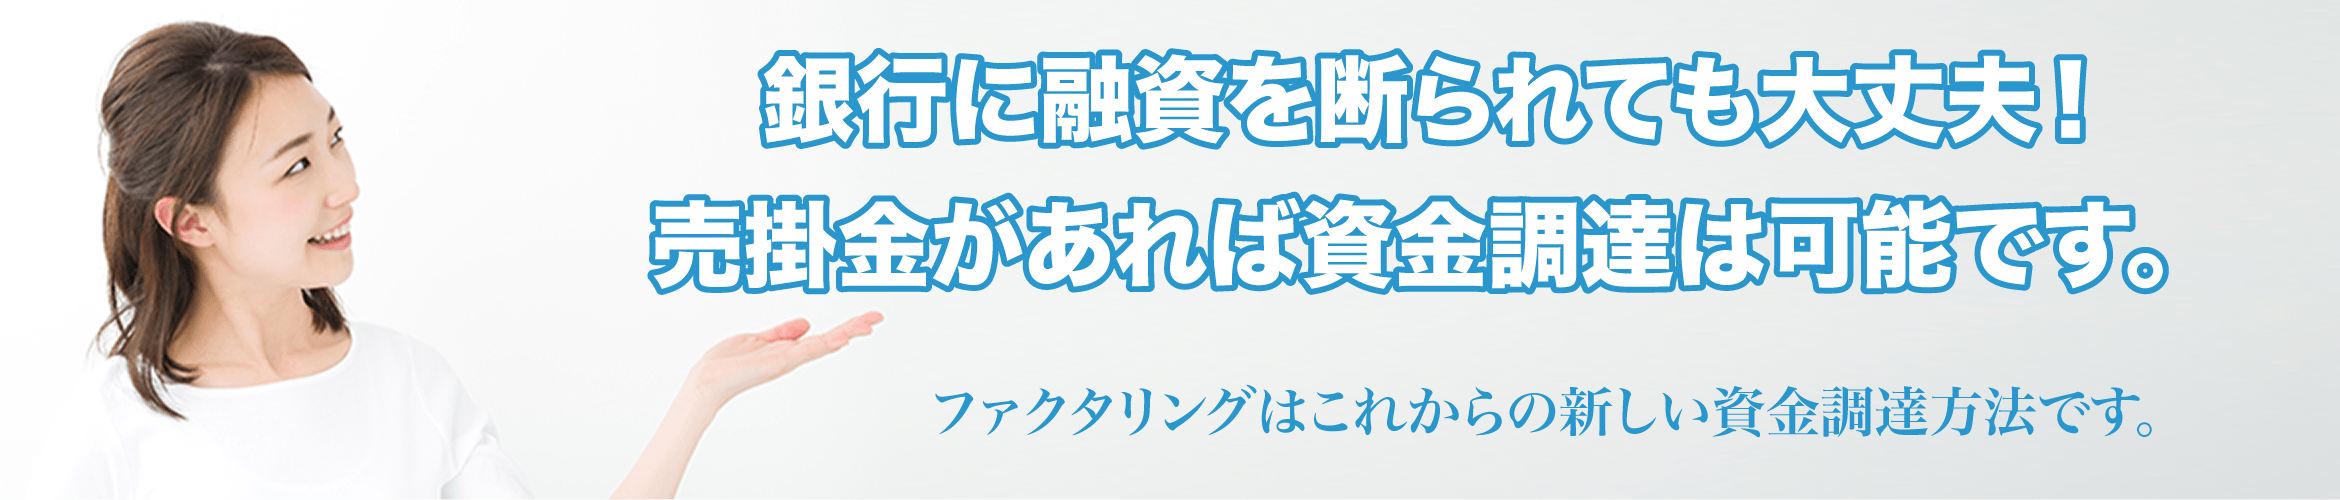 銀行に融資を断られても大丈夫！
売掛金があれば資金調達は可能です。
ファクタリングはこれからの新しい資金調達方法です。